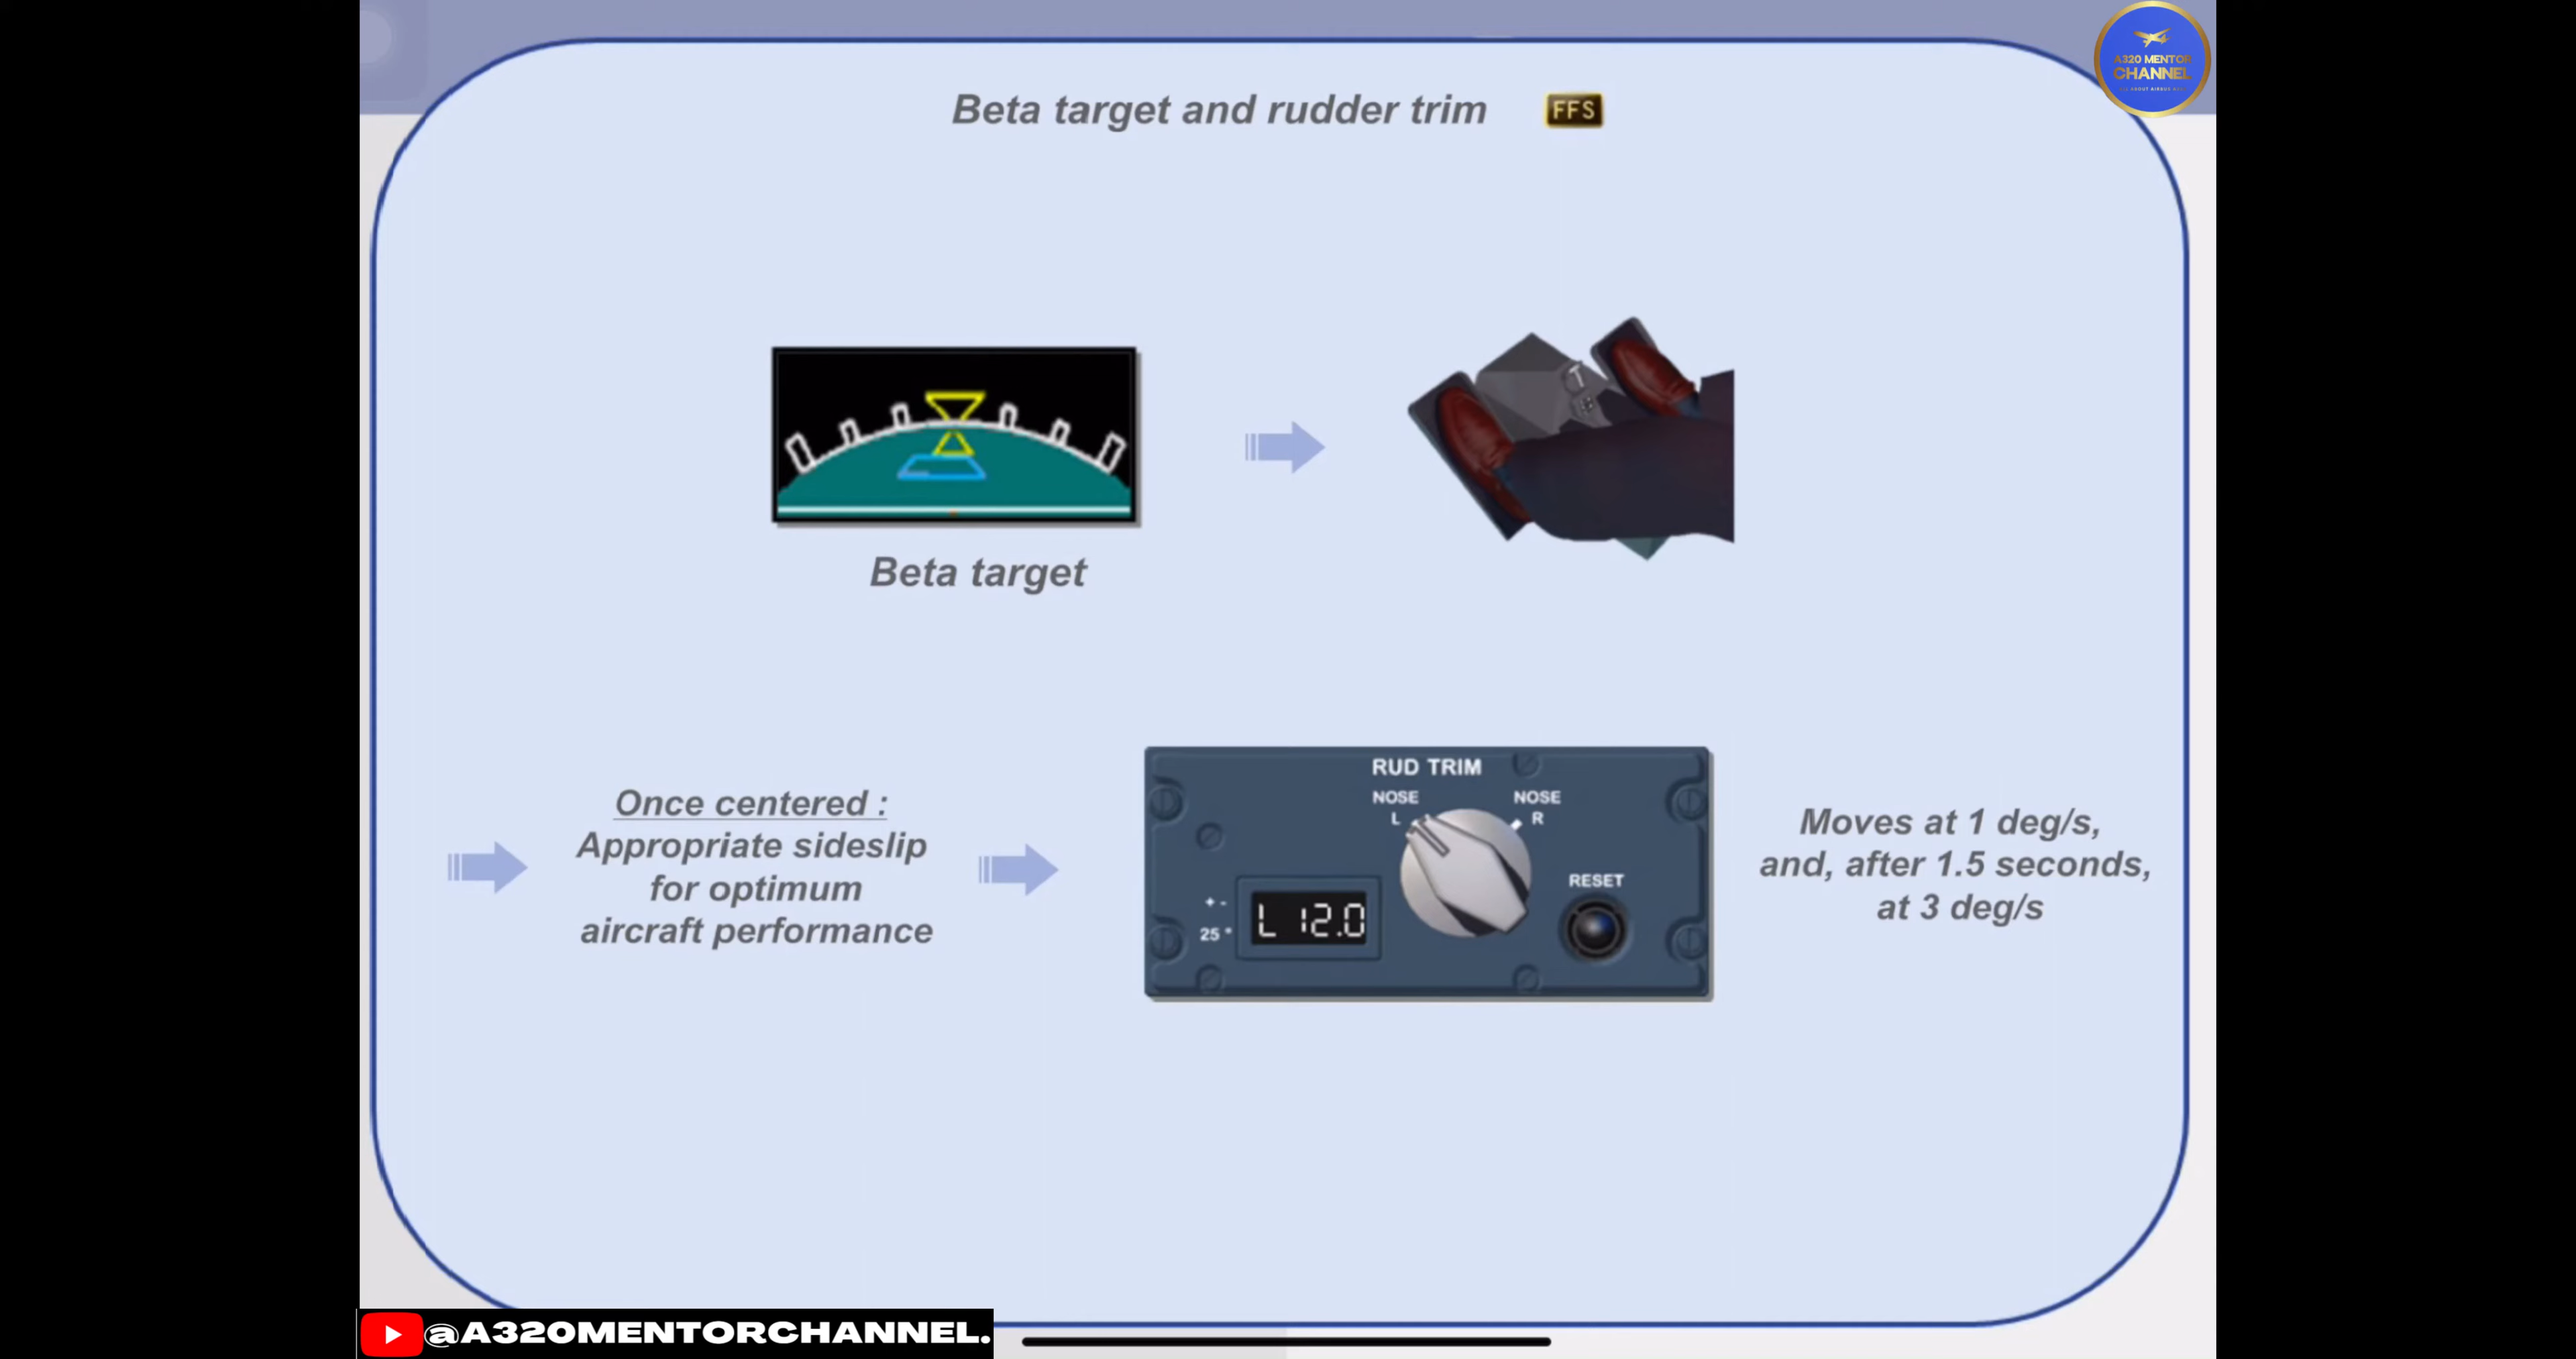 A320 MENTOR
CHANNEL
Beta target and rudder trim
FFS
Beta target
Once centered :
Appropriate sideslip
for optimum
aircraft performance
RUD TRIM
NOSE
L
NOSE
R
RESET
+ -
25 °
L 12.0
Moves at 1 deg/s,
and, after 1.5 seconds,
at 3 deg/s
@A320MENTORCHANNEL.